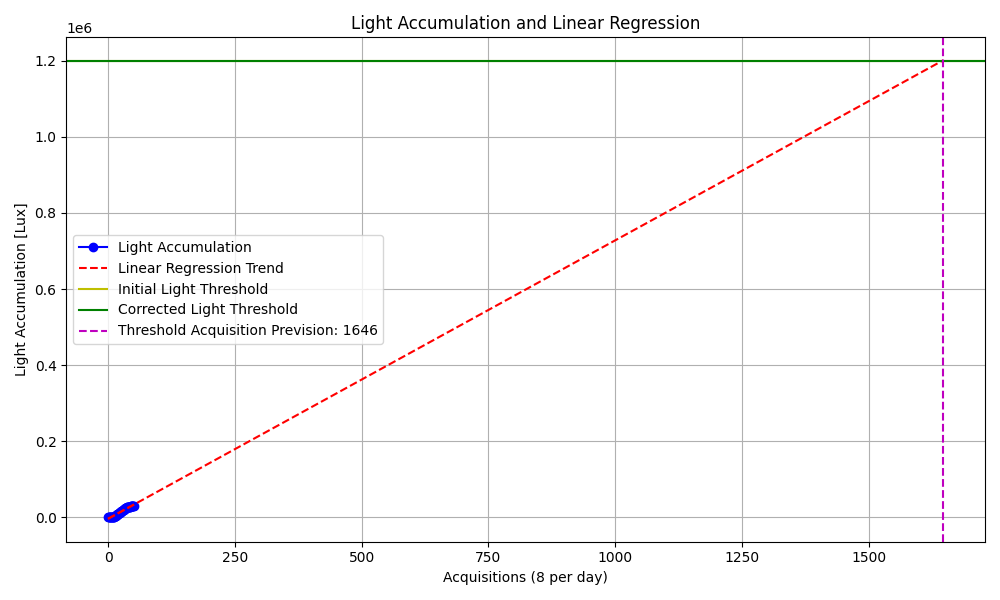 Light Accumulation and Linear Regression
1e6
1.2
1.0
0.8
0.6
0.4
0.2
0.0
Light Accumulation [Lux]
Light Accumulation
Linear Regression Trend
Initial Light Threshold
Corrected Light Threshold
Threshold Acquisition Prevision: 1646
0 250 500 750 1000 1250 1500
Acquisitions (8 per day)